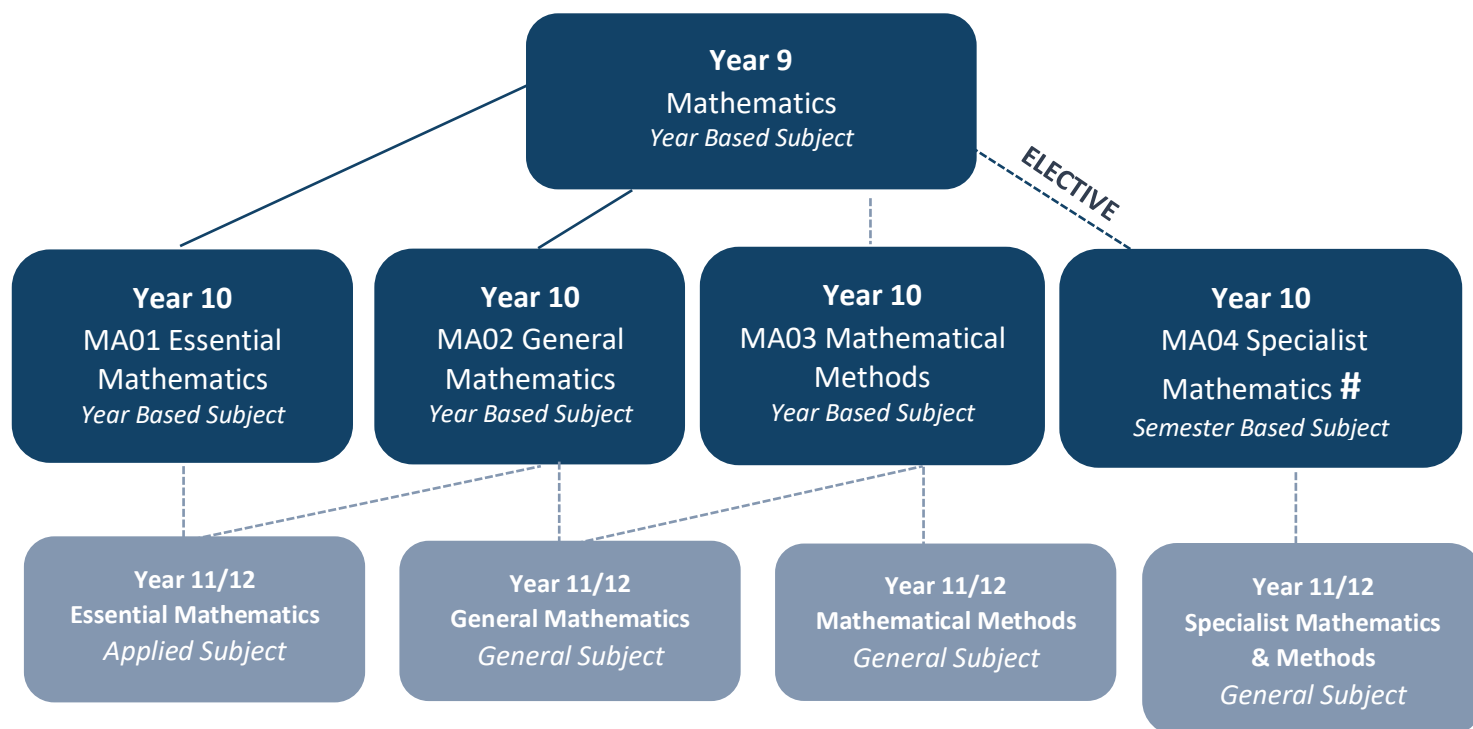 Year 9
Mathematics
Year Based Subject
ELECTIVE
Year 10
MA01 Essential
Mathematics
Year Based Subject
Year 10
MA02 General
Mathematics
Year Based Subject
Year 10
MA03 Mathematical
Methods
Year Based Subject
Year 10
MA04 Specialist
Mathematics #
Semester Based Subject
Year 11/12
Essential Mathematics
Applied Subject
Year 11/12
General Mathematics
General Subject
Year 11/12
Mathematical Methods
General Subject
Year 11/12
Specialist Mathematics
& Methods
General Subject